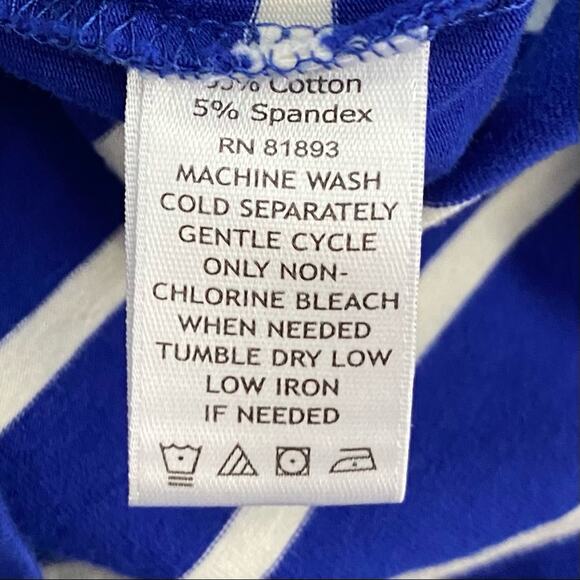 Cotton
5% Spandex
RN 81893
MACHINE WASH
COLD SEPARATELY
GENTLE CYCLE
ONLY NON-
CHLORINE BLEACH
WHEN NEEDED
TUMBLE DRY LOW
LOW IRON
IF NEEDED